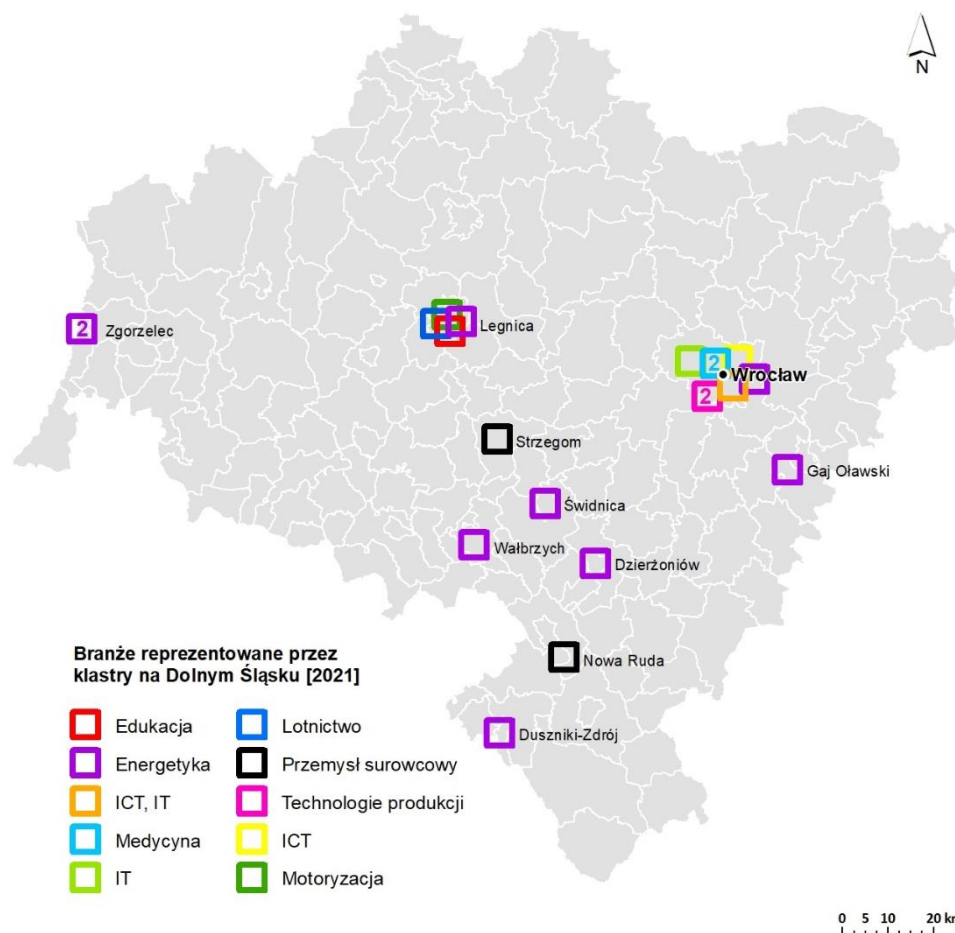 N
2
Zgorzelec
Legnica
2
Wrocław
2
Strzegom
Gaj Oławski
Świdnica
Wałbrzych
Dzierżoniów
Nowa Ruda
Duszniki-Zdrój
Branże reprezentowane przez
klastry na Dolnym Śląsku [2021]
Edukacja
Lotnictwo
Energetyka
Przemysł surowcowy
ICT, IT
Technologie produkcji
Medycyna
ICT
IT
Motoryzacja
0 5 10 20